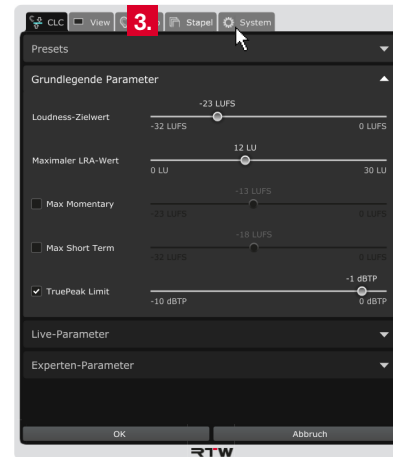 CLC View 3. Stapel System
Presets
Grundlegende Parameter
-23 LUFS
Loudness-Zielwert
-32 LUFS 0 LUFS
12 LU
Maximaler LRA-Wert
0 LU 30 LU
-13 LUFS
Max Momentary
-23 LUFS 0 LUFS
-18 LUFS
Max Short Term
-32 LUFS 0 LUFS
-1 dBTP
TruePeak Limit
-10 dBTP 0 dBTP
Live-Parameter
Experten-Parameter
OK Abbruch
RTW